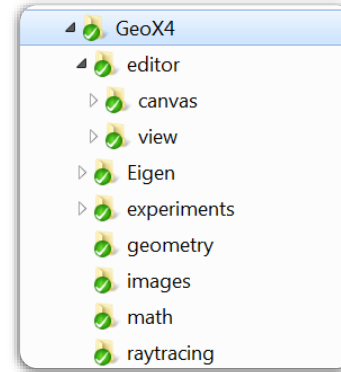 GeoX4
editor
canvas
view
Eigen
experiments
geometry
images
math
raytracing